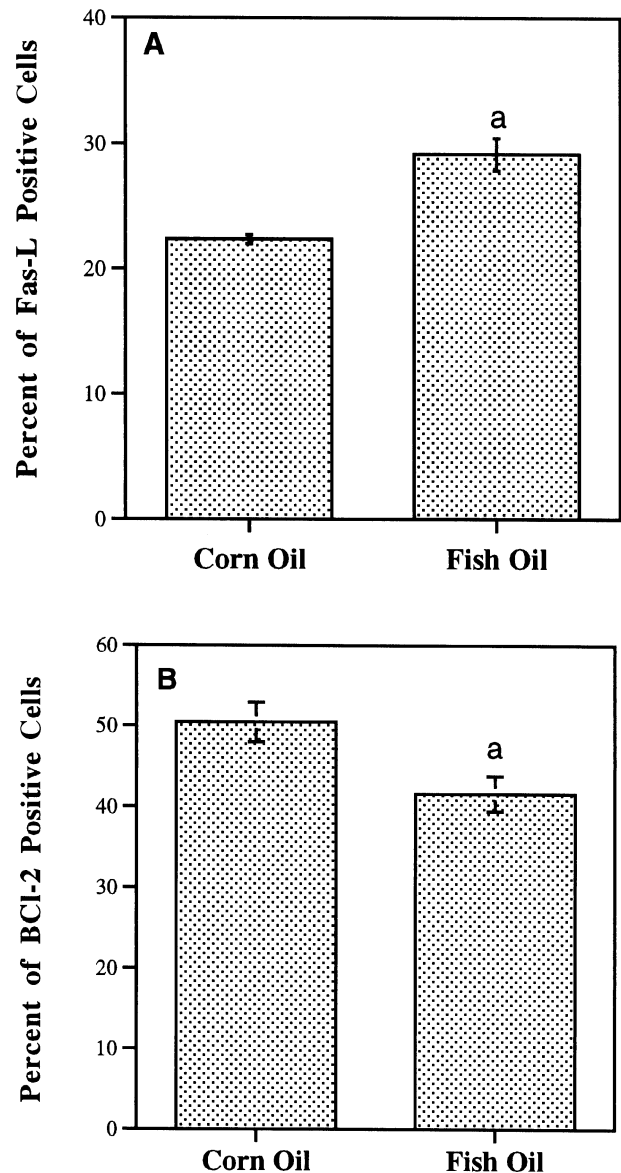 A
Percent of Fas-L Positive Cells
40
30
20
10
0
a
Corn Oil
Fish Oil
B
Percent of BCl-2 Positive Cells
60
50
40
30
20
10
0
a
Corn Oil
Fish Oil